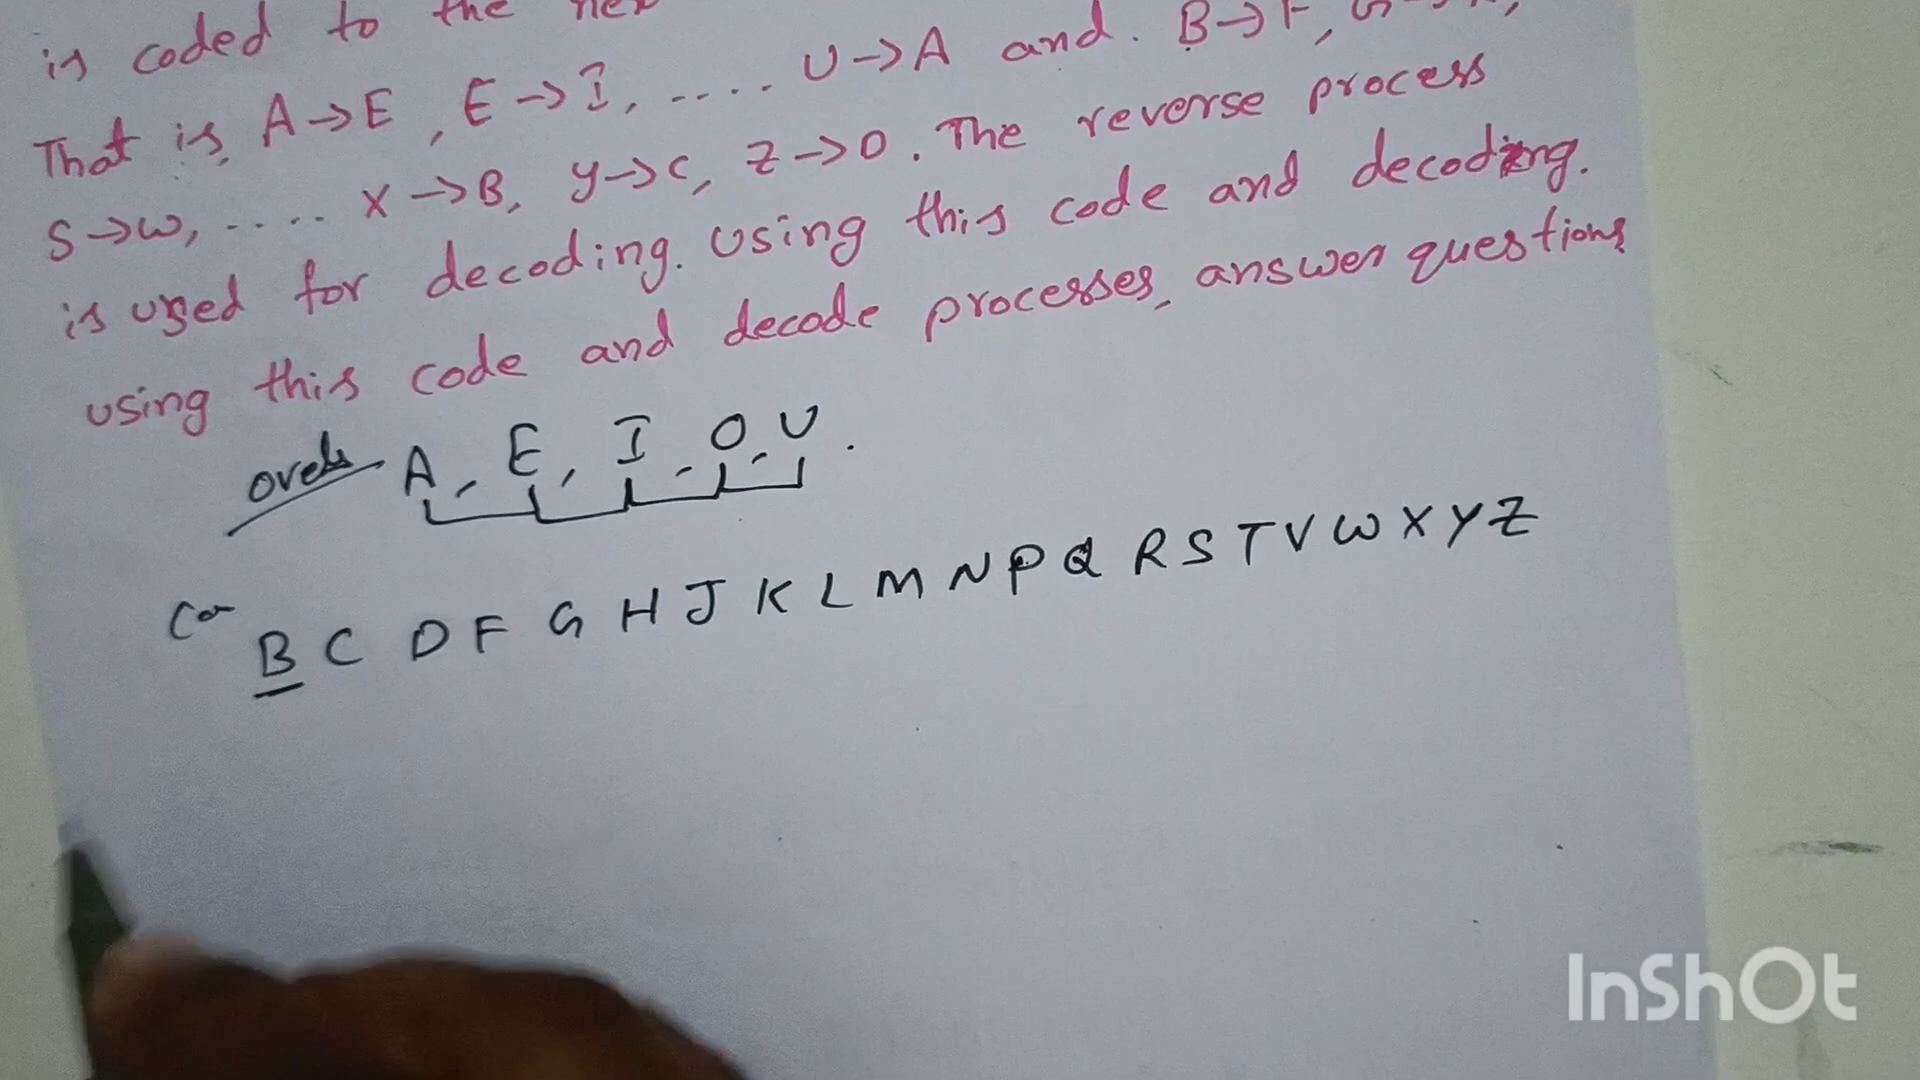 is coded to the
That is, A→E, E→I, .... U→A and. B→F,
S→W, .... X→B, Y→C, Z→D. The reverse process
is used for decoding. Using this code and decoding.
using this code and decode processes, answer questions
A, E, I, O, U.
B C D F G H J K L M N P Q R S T V W X Y Z
InShOt